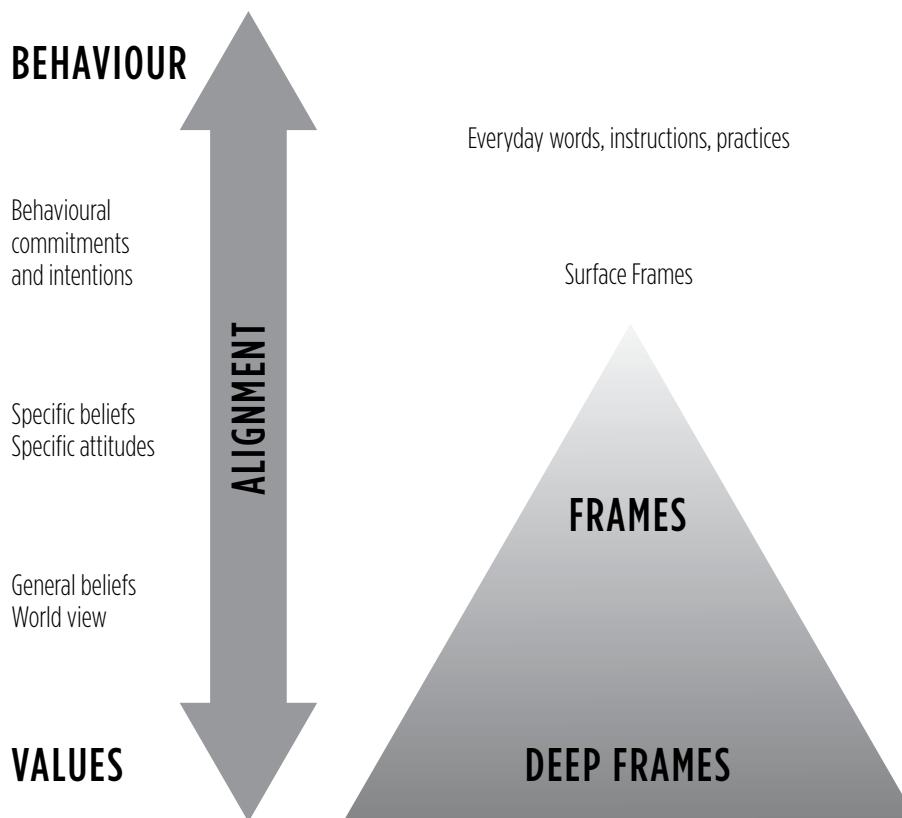 BEHAVIOUR
Everyday words, instructions, practices
Behavioural
commitments
and intentions
Surface Frames
ALIGNMENT
Specific beliefs
Specific attitudes
FRAMES
General beliefs
World view
VALUES
DEEP FRAMES